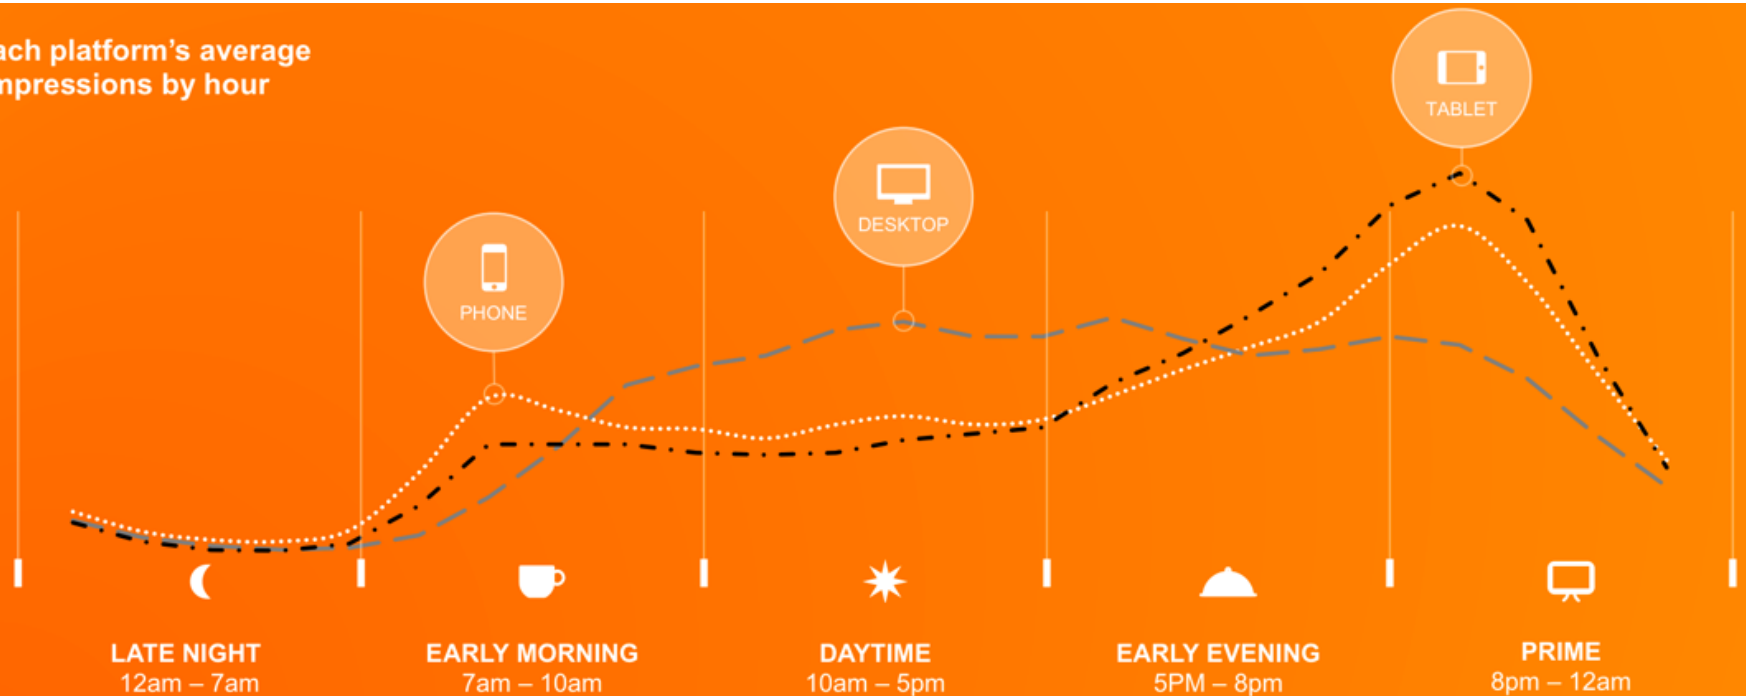 ach platform's average
mpressions by hour
TABLET
DESKTOP
PHONE
LATE NIGHT
12am – 7am
EARLY MORNING
7am – 10am
DAYTIME
10am – 5pm
EARLY EVENING
5PM – 8pm
PRIME
8pm – 12am